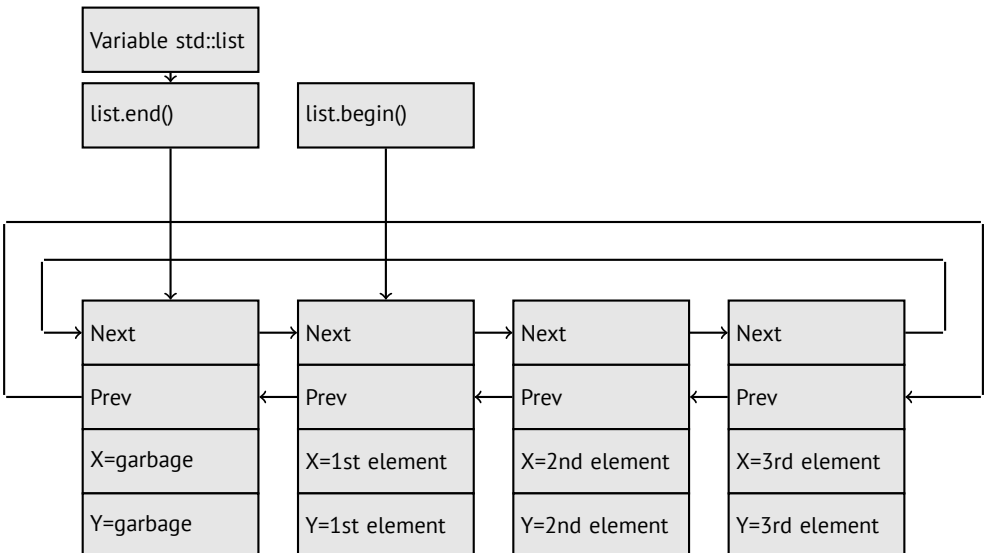 Variable std::list
list.end()
list.begin()
Next
Next
Next
Next
Prev
Prev
Prev
Prev
X=garbage
X=1st element
X=2nd element
X=3rd element
Y=garbage
Y=1st element
Y=2nd element
Y=3rd element